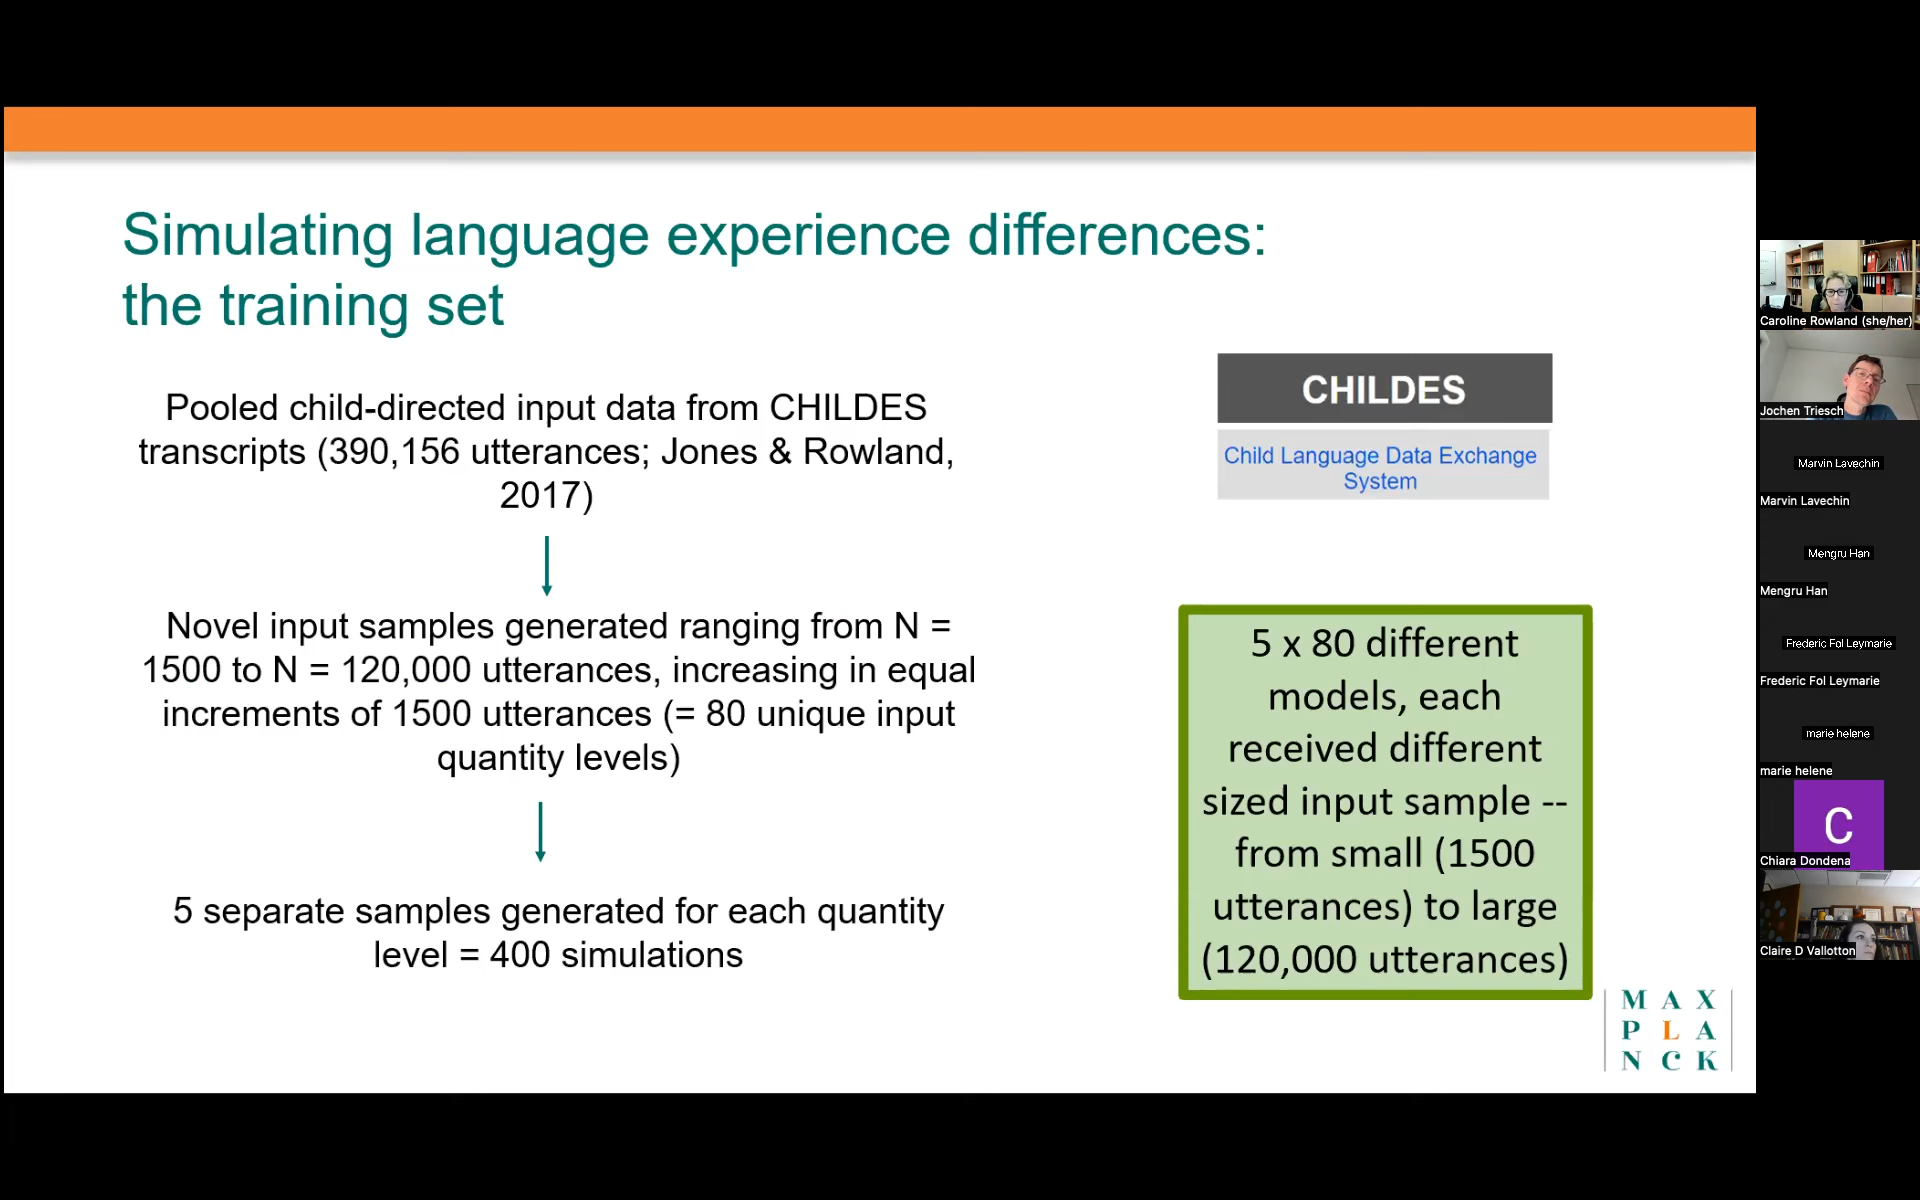 Simulating language experience differences:
the training set
Pooled child-directed input data from CHILDES
transcripts (390,156 utterances; Jones & Rowland,
2017)
Novel input samples generated ranging from N =
1500 to N = 120,000 utterances, increasing in equal
increments of 1500 utterances (= 80 unique input
quantity levels)
5 separate samples generated for each quantity
level = 400 simulations
CHILDES
Child Language Data Exchange
System
5 x 80 different
models, each
received different
sized input sample --
from small (1500
utterances) to large
(120,000 utterances)
M A X
P L A
N C K
Caroline Rowland (she/her)
Jochen Triesch
Marvin Lavechin
Marvin Lavechin
Mengru Han
Mengru Han
Frederic Fol Leymarie
Frederic Fol Leymarie
marie helene
marie helene
C
Chiara Dondena
Claire D Vallotton